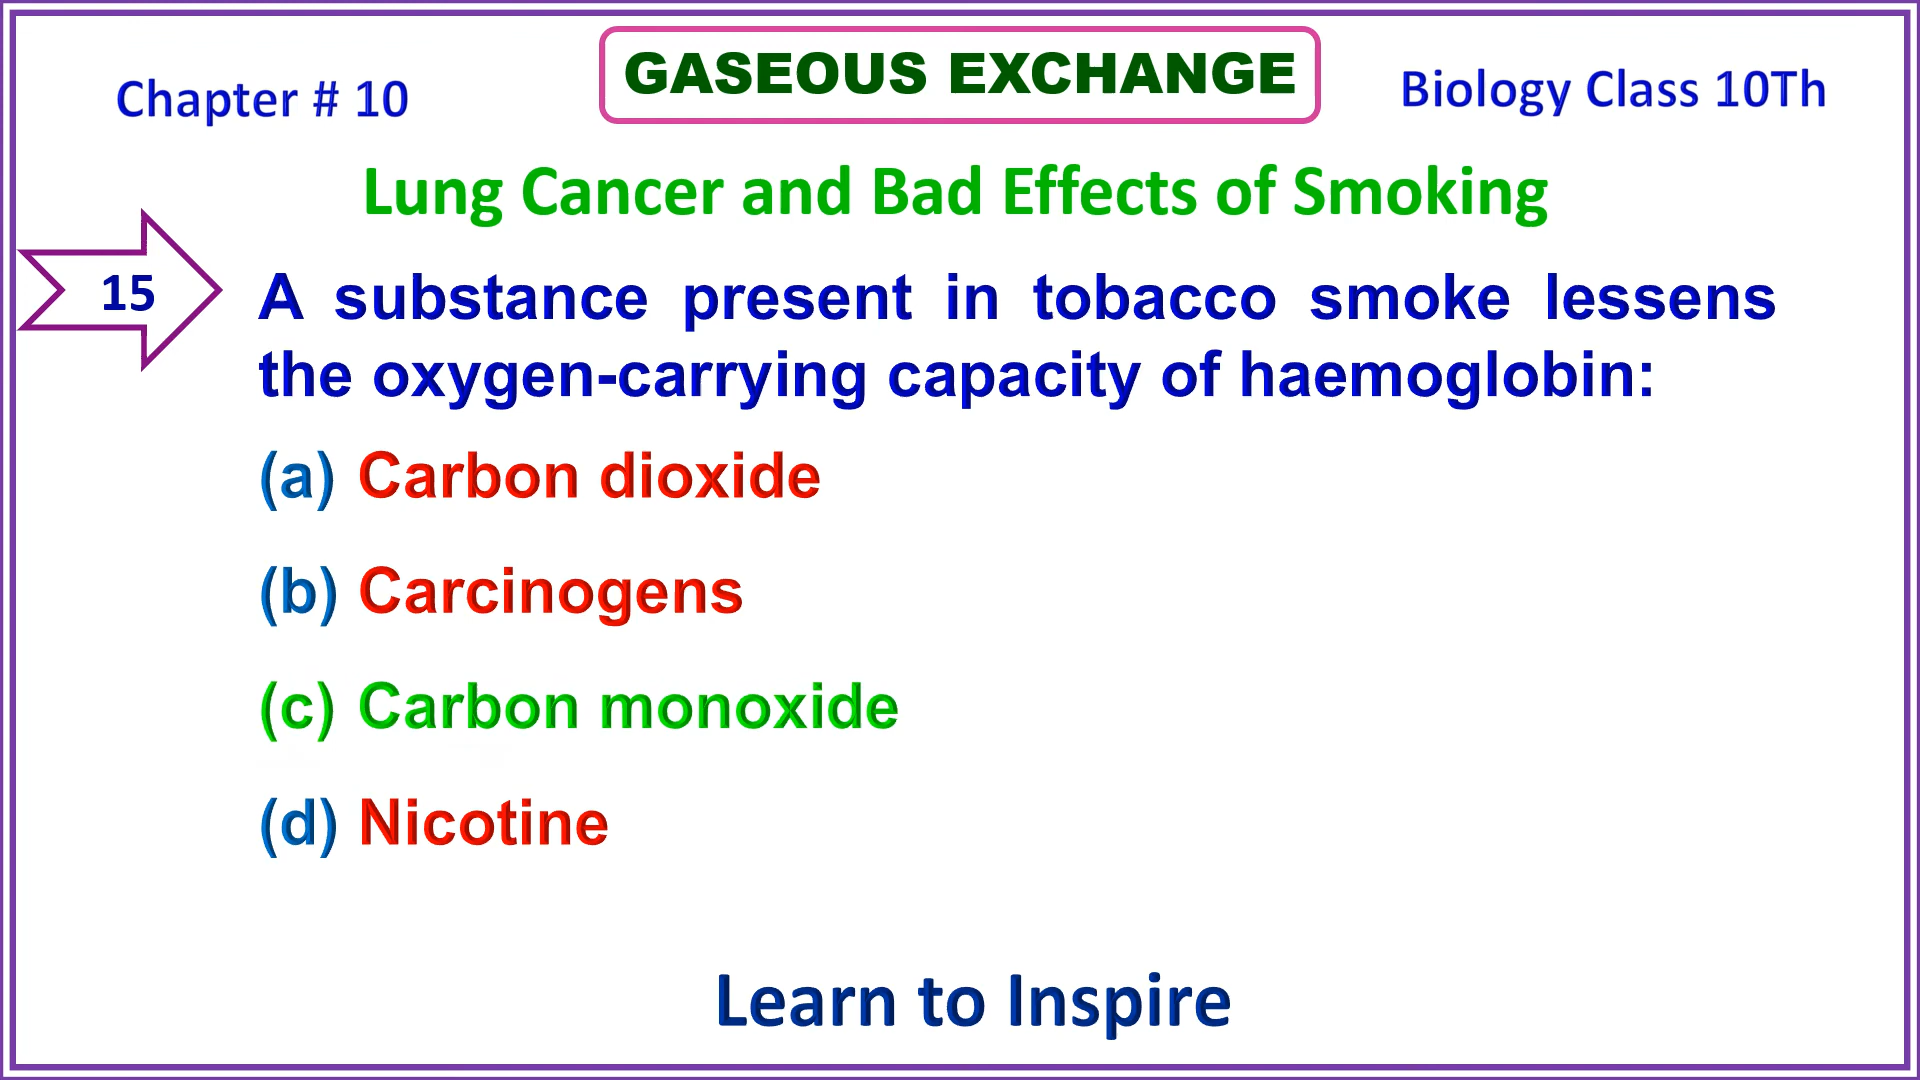 GASEOUS EXCHANGE
Chapter # 10
Biology Class 10Th
Lung Cancer and Bad Effects of Smoking
15
A substance present in tobacco smoke lessens
the oxygen-carrying capacity of haemoglobin:
(a) Carbon dioxide
(b) Carcinogens
(c) Carbon monoxide
(d) Nicotine
Learn to Inspire